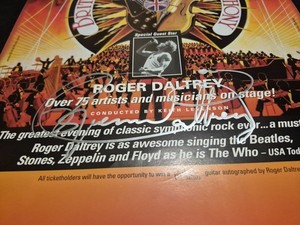 Special Guest Star
ROGER DALTREY
Over 75 artists and musicians on stage!
CONDUCTED BY KEITH LEVENSON
The greatest evening of classic symphonic rock ever... a must
Roger Daltrey is as awesome singing the Beatles,
Stones, Zeppelin and Floyd as he is The Who – USA Tod
All ticketholders will have the opportunity to win a guitar autographed by Roger Daltrey